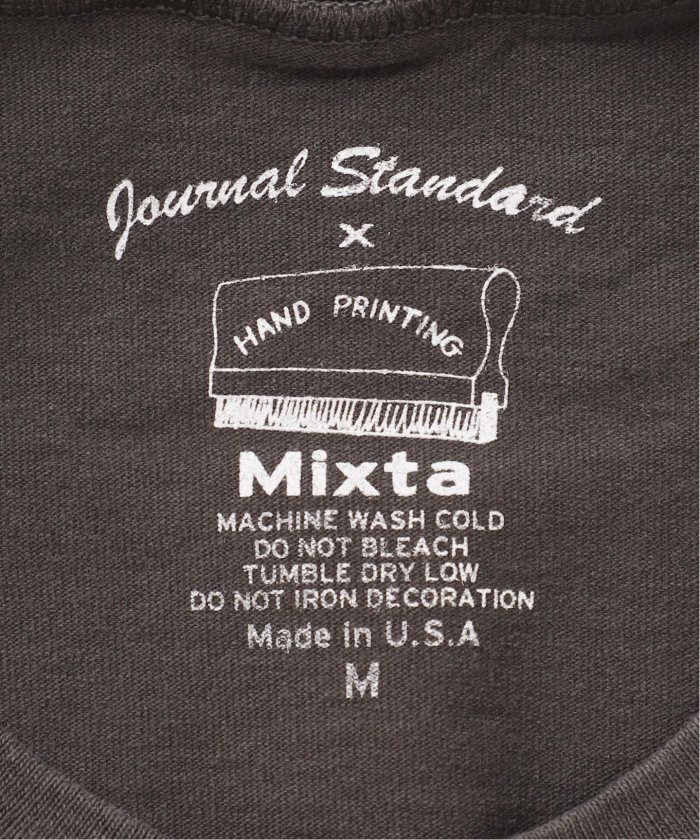 Journal Standard
x
HAND PRINTING
Mixta
MACHINE WASH COLD
DO NOT BLEACH
TUMBLE DRY LOW
DO NOT IRON DECORATION
Made in U.S.A
M